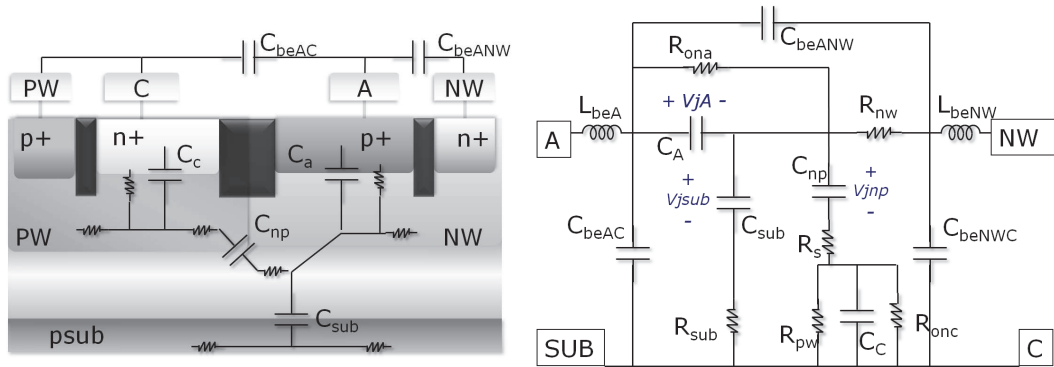 C_beAC
C_beANW
PW
C
A
NW
p+
n+
p+
n+
C_c
C_a
C_np
PW
NW
C_sub
psub
C_beANW
R_ona
+ VjA -
L_beA
R_nw
L_beNW
A
C_A
NW
+
Vjsub
-
C_np
+
Vjnp
-
C_beAC
C_sub
R_s
C_beNWC
R_sub
R_pw
C_C
R_onc
SUB
C